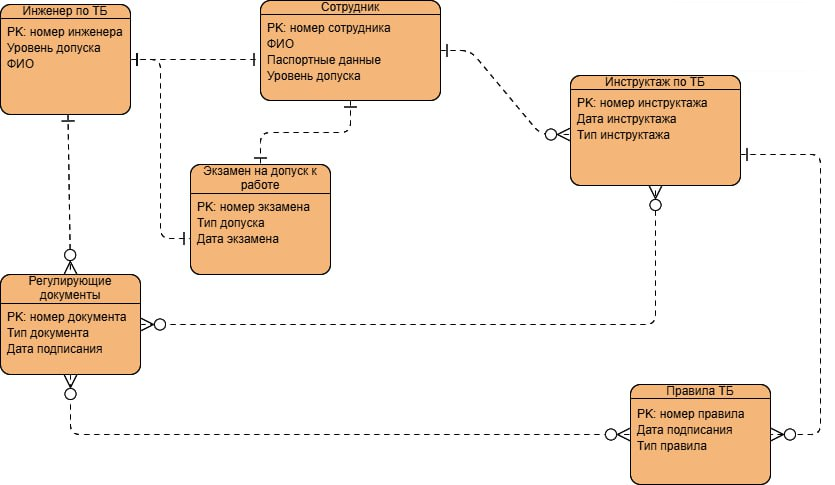 Инженер по ТБ
PK: номер инженера
Уровень допуска
ФИО
Сотрудник
PK: номер сотрудника
ФИО
Паспортные данные
Уровень допуска
Инструктаж по ТБ
PK: номер инструктажа
Дата инструктажа
Тип инструктажа
Экзамен на допуск к
работе
PK: номер экзамена
Тип допуска
Дата экзамена
Регулирующие
документы
PK: номер документа
Тип документа
Дата подписания
Правила ТБ
PK: номер правила
Дата подписания
Тип правила